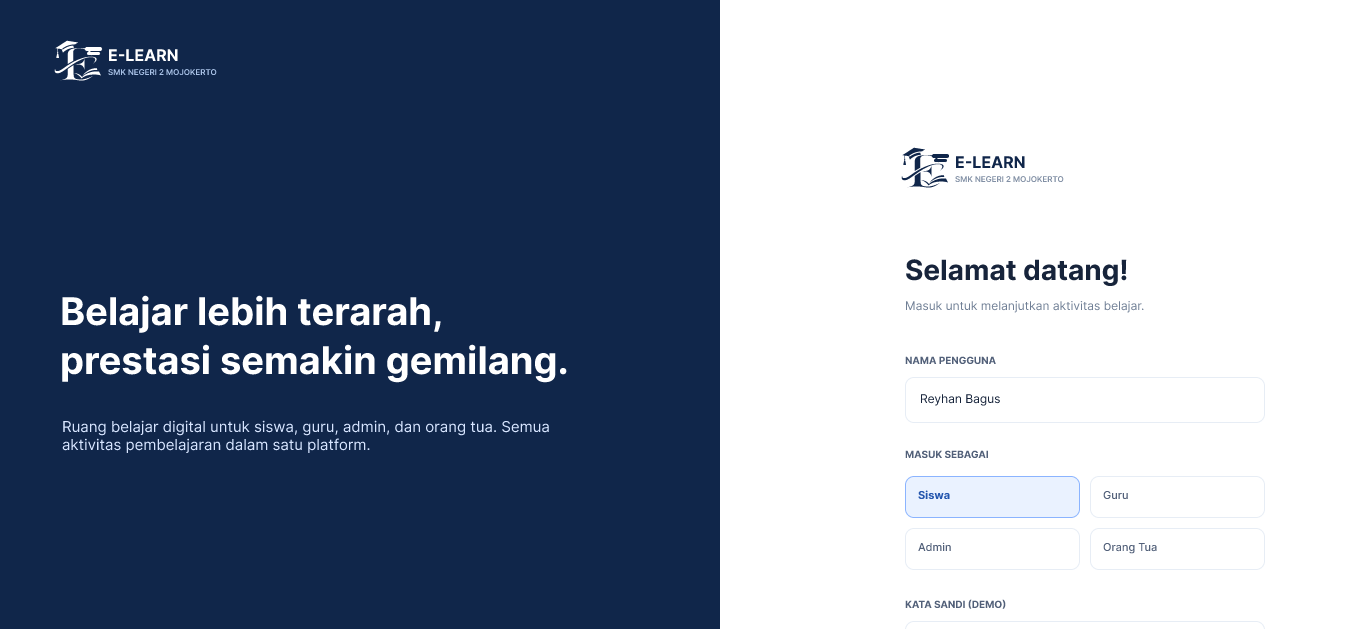 E-LEARN
SMK NEGERI 2 MOJOKERTO
Belajar lebih terarah,
prestasi semakin gemilang.
Ruang belajar digital untuk siswa, guru, admin, dan orang tua. Semua
aktivitas pembelajaran dalam satu platform.
E-LEARN
SMK NEGERI 2 MOJOKERTO
Selamat datang!
Masuk untuk melanjutkan aktivitas belajar.
NAMA PENGGUNA
Reyhan Bagus
MASUK SEBAGAI
Siswa
Guru
Admin
Orang Tua
KATA SANDI (DEMO)